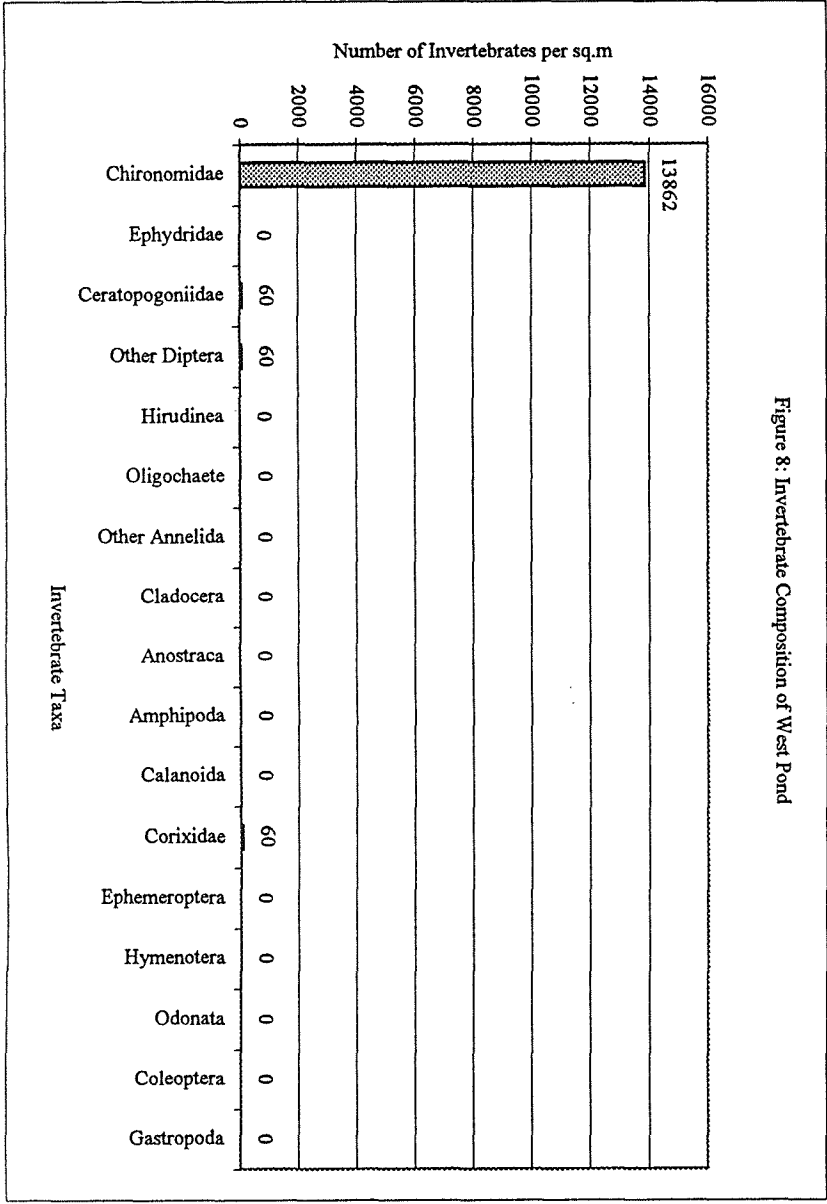 Figure 8: Invertebrate Composition of West Pond
Number of Invertebrates per sq.m
16000
14000
12000
10000
8000
6000
4000
2000
0
13862
0
60
60
0
0
0
0
0
0
0
60
0
0
0
0
0
Chironomidae
Ephydridae
Ceratopogoniidae
Other Diptera
Hirudinea
Oligochaete
Other Annelida
Cladocera
Anostraca
Amphipoda
Calanoida
Corixidae
Ephemeroptera
Hymenotera
Odonata
Coleoptera
Gastropoda
Invertebrate Taxa